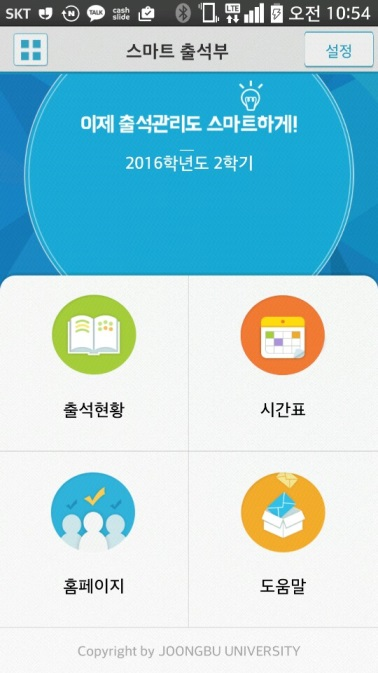 SKT TALK cash slide LTE 오전 10:54
스마트 출석부
설정
이제 출석관리도 스마트하게!
2016학년도 2학기
출석현황
시간표
홈페이지
도움말
Copyright by JOONGBU UNIVERSITY